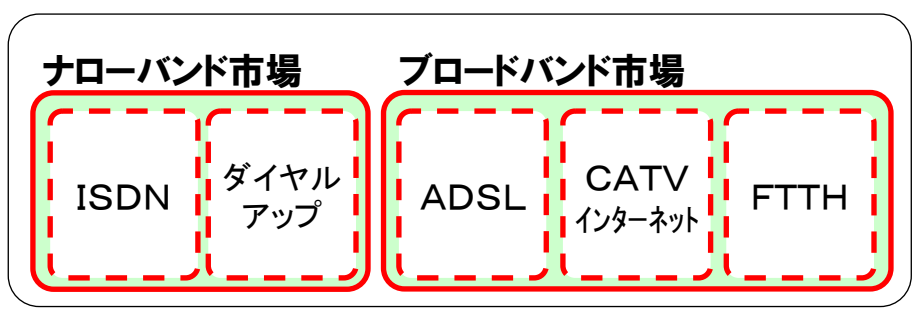 ナローバンド市場
ブロードバンド市場
ISDN
ダイヤル
アップ
ADSL
CATV
インターネット
FTTH